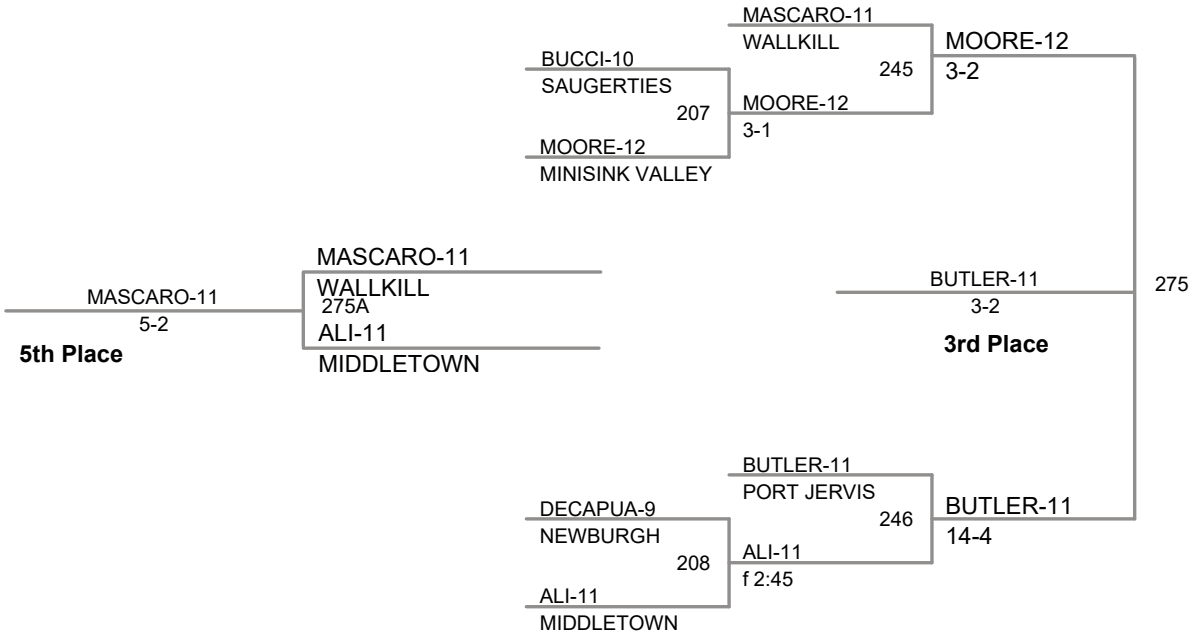 MASCARO-11
WALLKILL
245
MOORE-12
3-2
BUCCI-10
SAUGERTIES
207
MOORE-12
3-1
MOORE-12
MINISINK VALLEY
MASCARO-11
WALLKILL
275A
ALI-11
MIDDLETOWN
MASCARO-11
5-2
5th Place
BUTLER-11
3-2
3rd Place
275
BUTLER-11
PORT JERVIS
246
BUTLER-11
14-4
DECAPUA-9
NEWBURGH
208
ALI-11
f 2:45
ALI-11
MIDDLETOWN